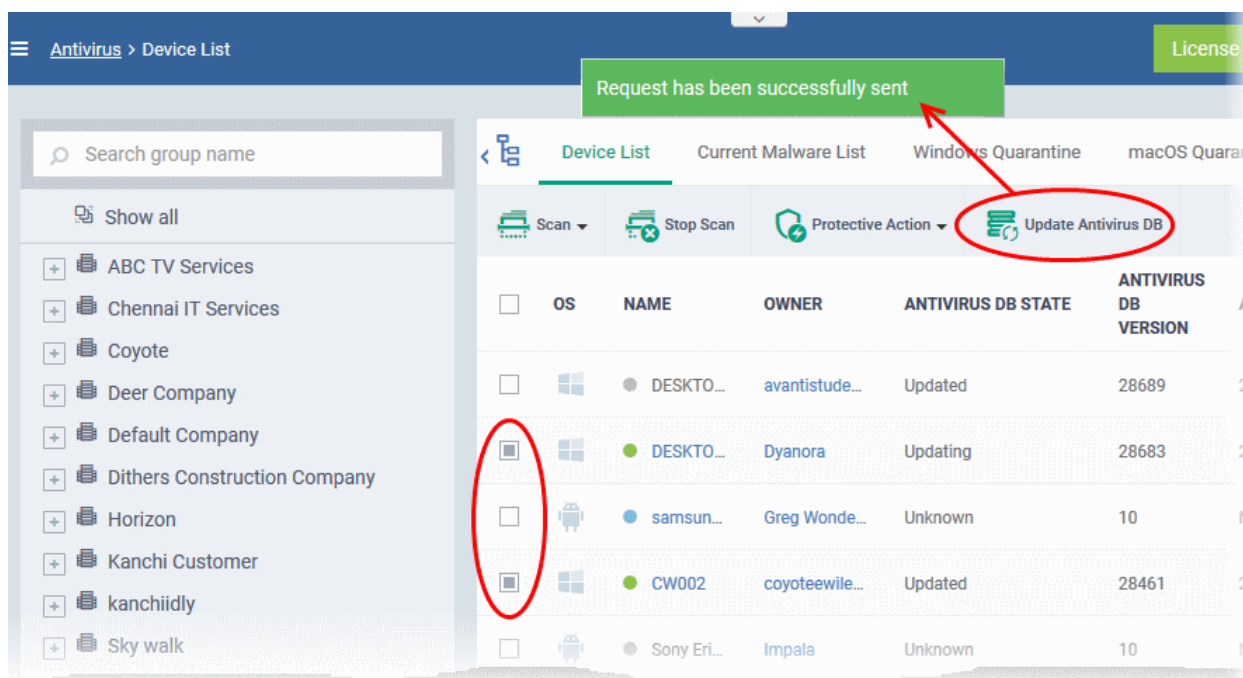 Antivirus > Device List
License
Request has been successfully sent
Search group name
Show all
ABC TV Services
Chennai IT Services
Coyote
Deer Company
Default Company
Dithers Construction Company
Horizon
Kanchi Customer
kanchiidly
Sky walk
Device List Current Malware List Windows Quarantine macOS Quaran
Scan Stop Scan Protective Action Update Antivirus DB
OS NAME OWNER ANTIVIRUS DB STATE ANTIVIRUS
DB
VERSION
DESKTO... avantistude... Updated 28689
DESKTO... Dyanora Updating 28683
samsun... Greg Wonde... Unknown 10
CW002 coyoteewile... Updated 28461
Sony Eri... Impala Unknown 10